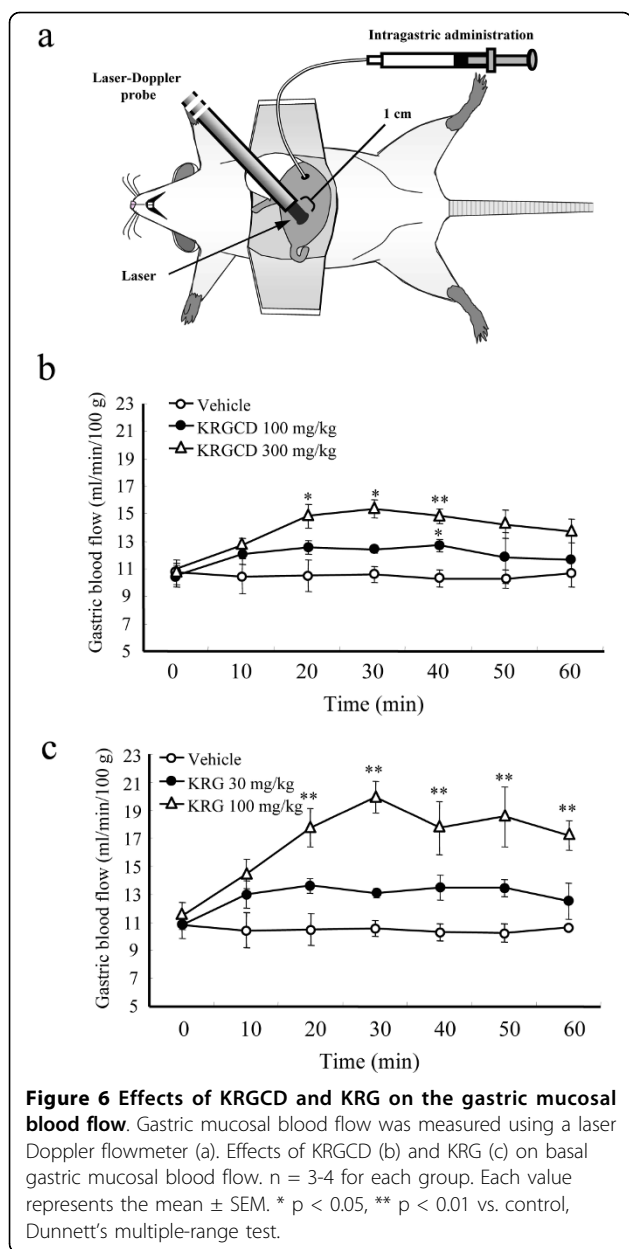 a
Intragastric administration
Laser-Doppler
probe
1 cm
Laser
b
Gastric blood flow (ml/min/100 g)
23
21
19
17
15
13
11
9
7
5
Vehicle
KRGCD 100 mg/kg
KRGCD 300 mg/kg
* * **
*
0 10 20 30 40 50 60
Time (min)
c
Gastric blood flow (ml/min/100 g)
23
21
19
17
15
13
11
9
7
5
Vehicle
KRG 30 mg/kg
KRG 100 mg/kg
** ** ** ** **
0 10 20 30 40 50 60
Time (min)
Figure 6 Effects of KRGCD and KRG on the gastric mucosal
blood flow. Gastric mucosal blood flow was measured using a laser
Doppler flowmeter (a). Effects of KRGCD (b) and KRG (c) on basal
gastric mucosal blood flow. n = 3-4 for each group. Each value
represents the mean ± SEM. * p < 0.05, ** p < 0.01 vs. control,
Dunnett's multiple-range test.